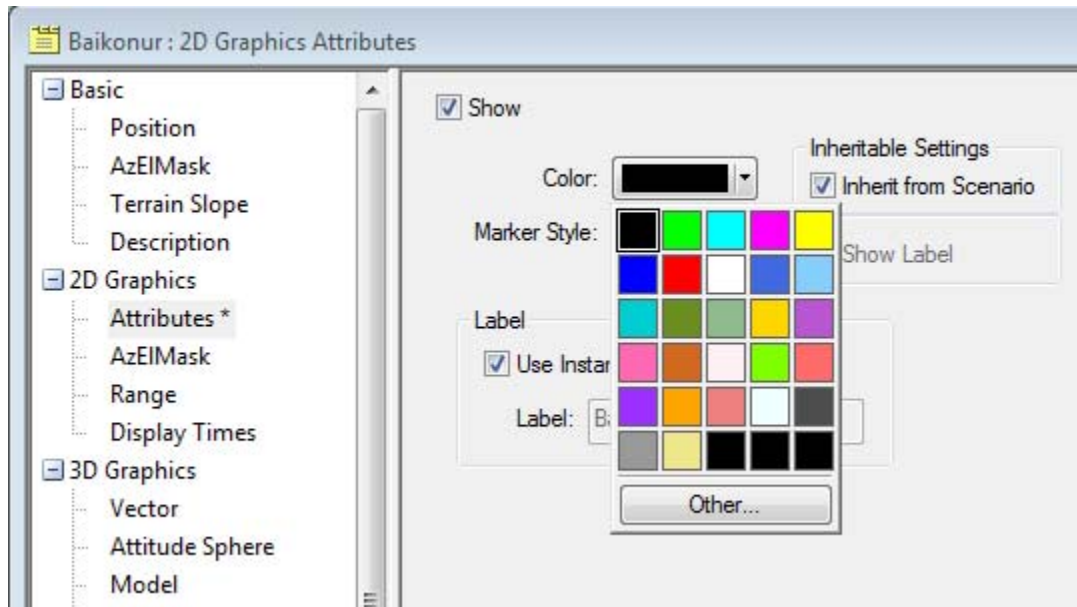 Baikonur : 2D Graphics Attributes
Basic
Position
AzElMask
Terrain Slope
Description
2D Graphics
Attributes *
AzElMask
Range
Display Times
3D Graphics
Vector
Attitude Sphere
Model
Show
Color:
Inheritable Settings
Inherit from Scenario
Marker Style:
Show Label
Label
Use Instan
Label: Ba
Other...